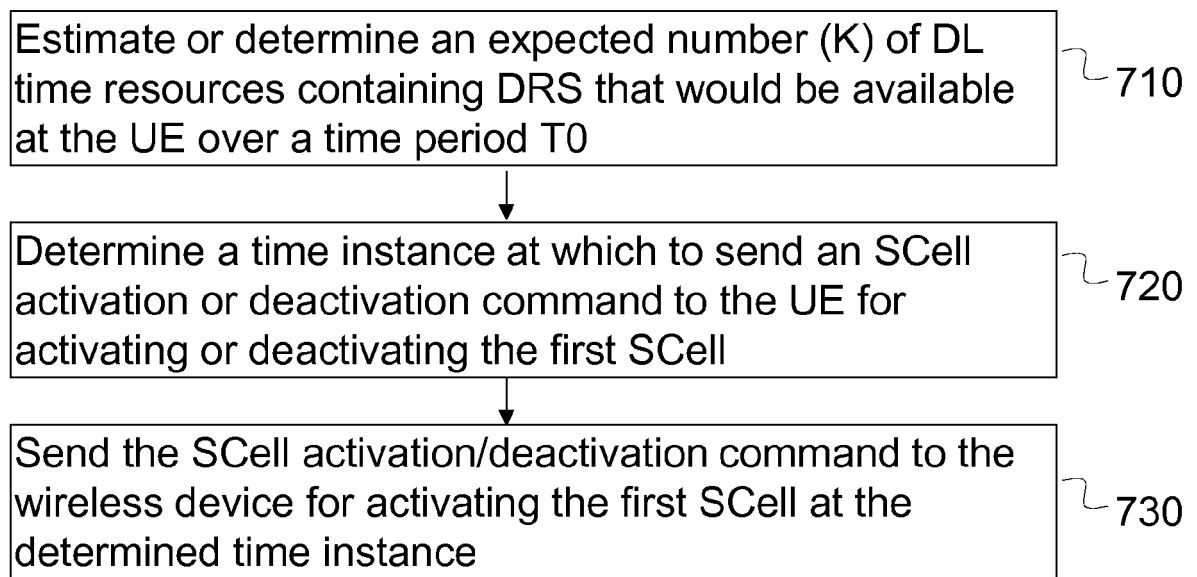 Estimate or determine an expected number (K) of DL
time resources containing DRS that would be available
at the UE over a time period T0
710
Determine a time instance at which to send an SCell
activation or deactivation command to the UE for
activating or deactivating the first SCell
720
Send the SCell activation/deactivation command to the
wireless device for activating the first SCell at the
determined time instance
730